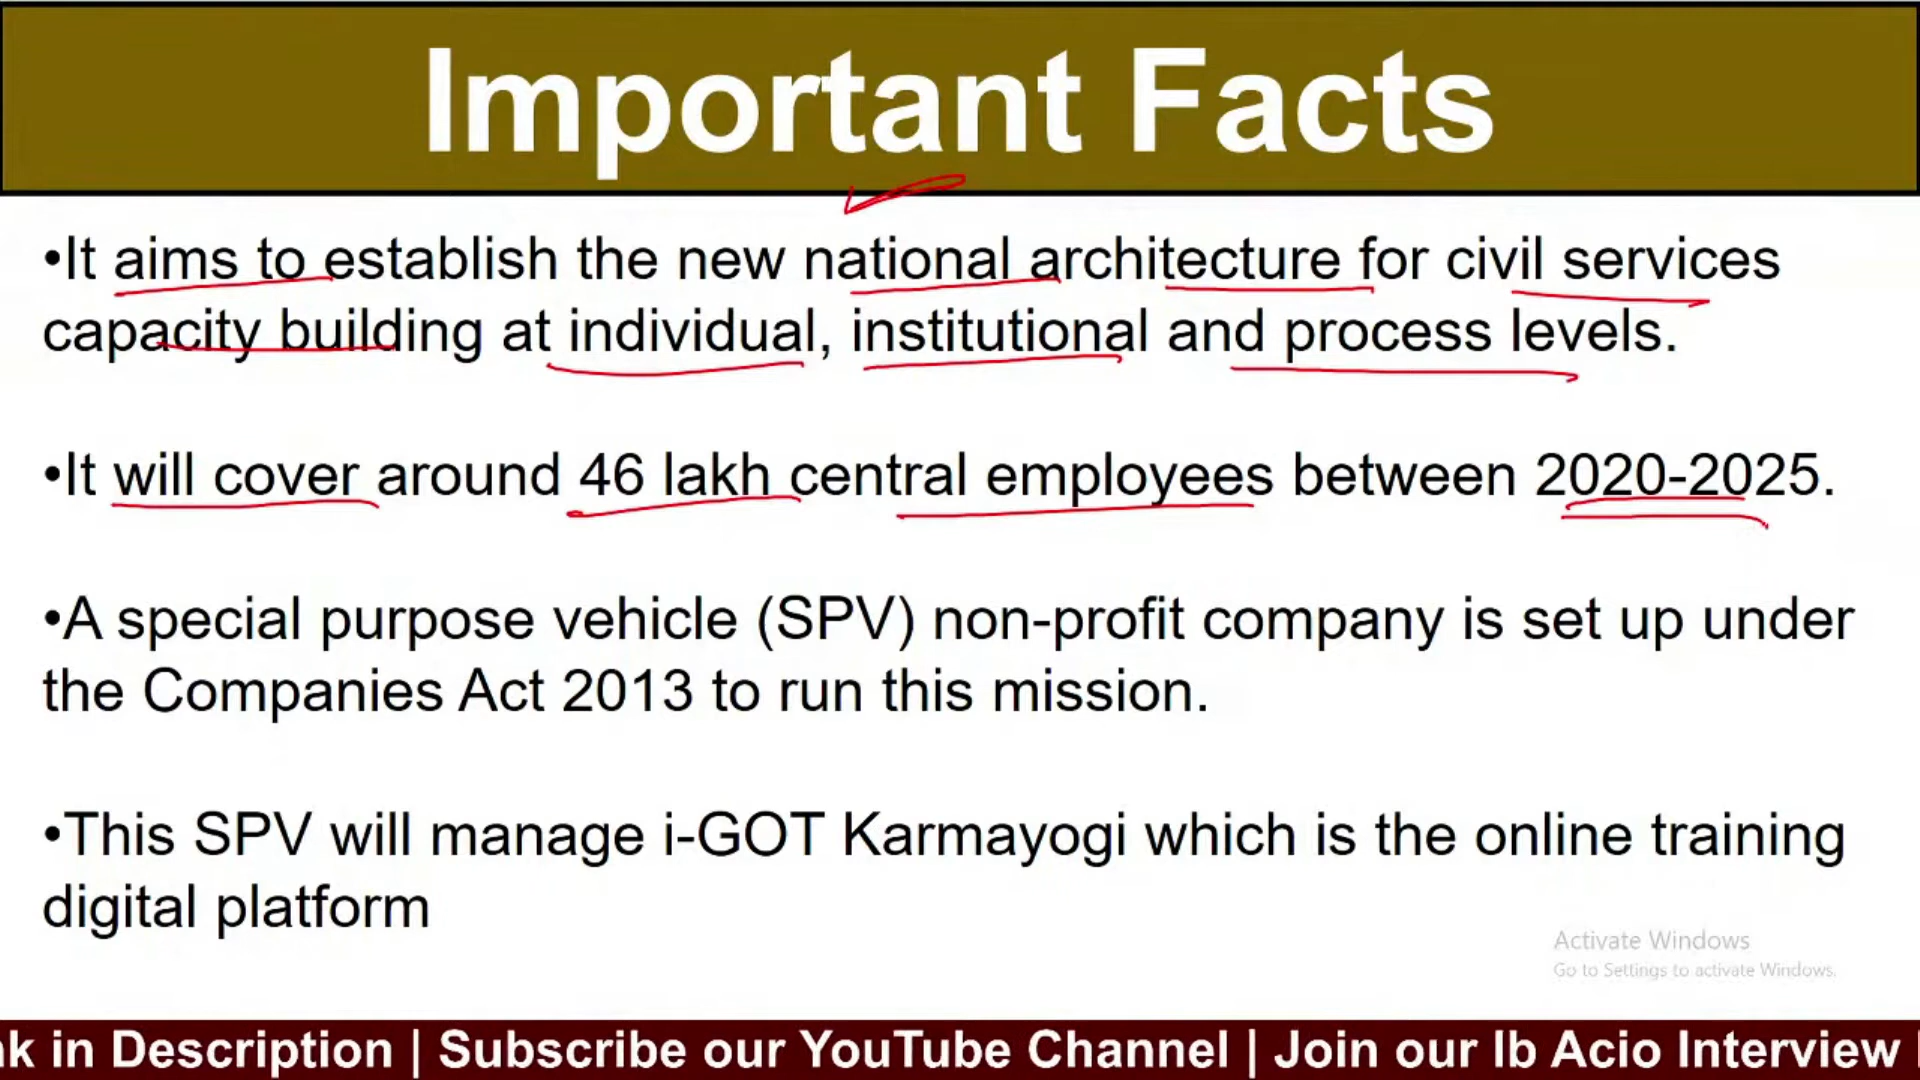 Important Facts
•It aims to establish the new national architecture for civil services
capacity building at individual, institutional and process levels.
•It will cover around 46 lakh central employees between 2020-2025.
•A special purpose vehicle (SPV) non-profit company is set up under
the Companies Act 2013 to run this mission.
•This SPV will manage i-GOT Karmayogi which is the online training
digital platform
Activate Windows
Go to Settings to activate Windows.
in Description | Subscribe our YouTube Channel | Join our Ib Acio Interview